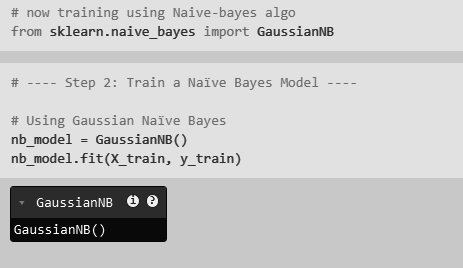 # now training using Naive-bayes algo
from sklearn.naive_bayes import GaussianNB
# ---- Step 2: Train a Naïve Bayes Model ----
# Using Gaussian Naïve Bayes
nb_model = GaussianNB()
nb_model.fit(X_train, y_train)
▾ GaussianNB i ?
GaussianNB()